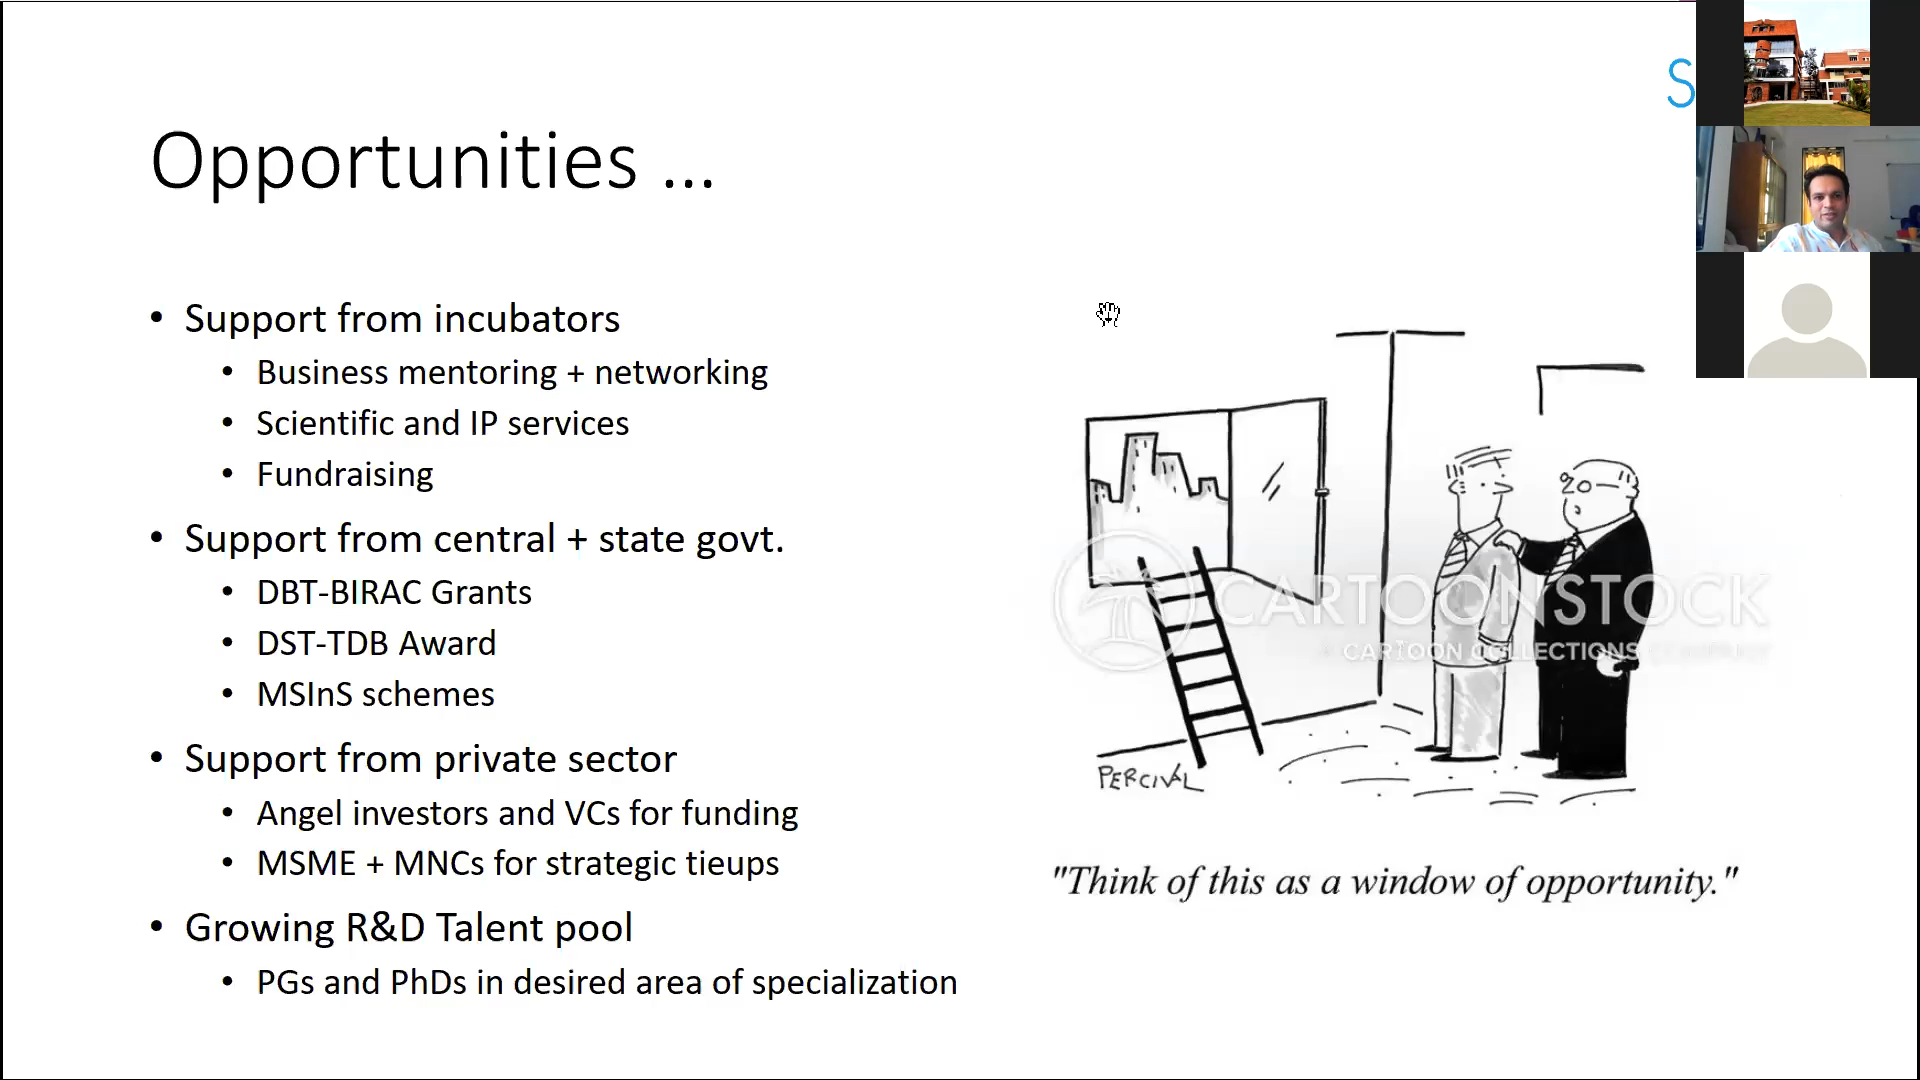 Opportunities ...
• Support from incubators
• Business mentoring + networking
• Scientific and IP services
• Fundraising
• Support from central + state govt.
• DBT-BIRAC Grants
• DST-TDB Award
• MSInS schemes
• Support from private sector
• Angel investors and VCs for funding
• MSME + MNCs for strategic tieups
• Growing R&D Talent pool
• PGs and PhDs in desired area of specialization
S
CARTOONSTOCK
A CARTOON COLLECTIONS
PERCIVAL
"Think of this as a window of opportunity."